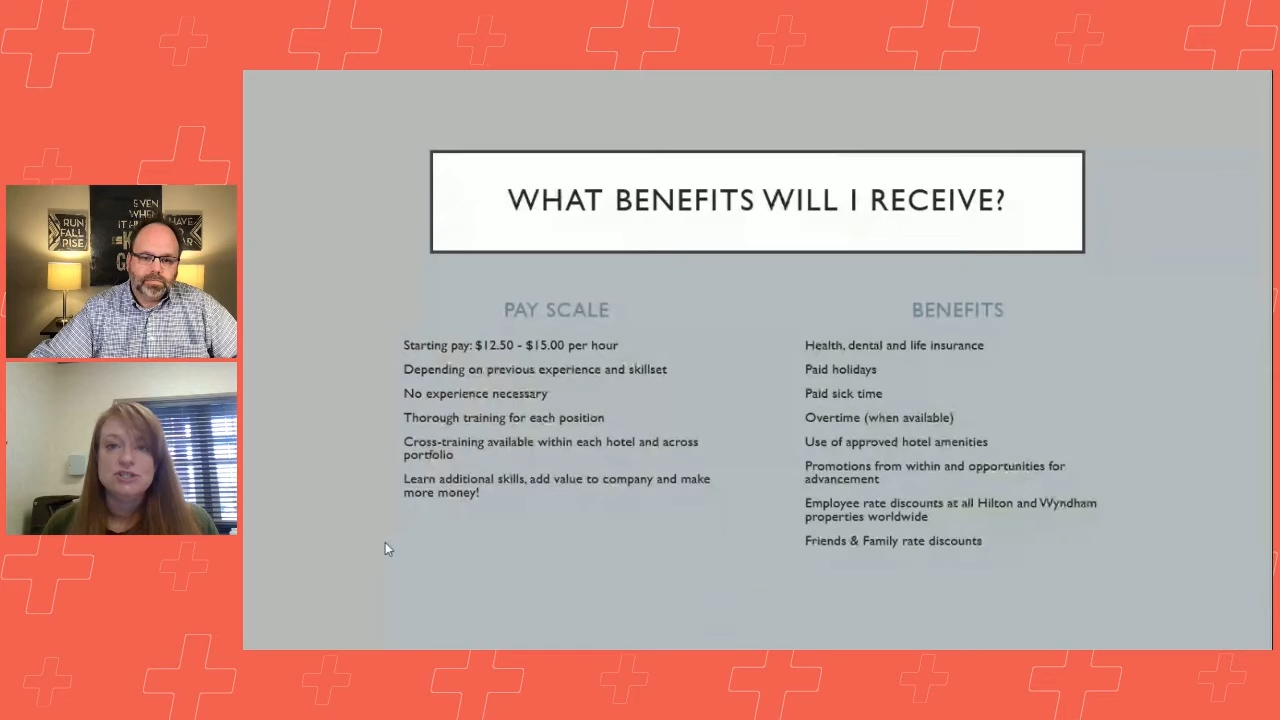 WHAT BENEFITS WILL I RECEIVE?
PAY SCALE
Starting pay: $12.50 - $15.00 per hour
Depending on previous experience and skillset
No experience necessary
Thorough training for each position
Cross-training available within each hotel and across
portfolio
Learn additional skills, add value to company and make
more money!
BENEFITS
Health, dental and life insurance
Paid holidays
Paid sick time
Overtime (when available)
Use of approved hotel amenities
Promotions from within and opportunities for
advancement
Employee rate discounts at all Hilton and Wyndham
properties worldwide
Friends & Family rate discounts
RUN
FALL
RISE
EVEN
WHEN
HAVE